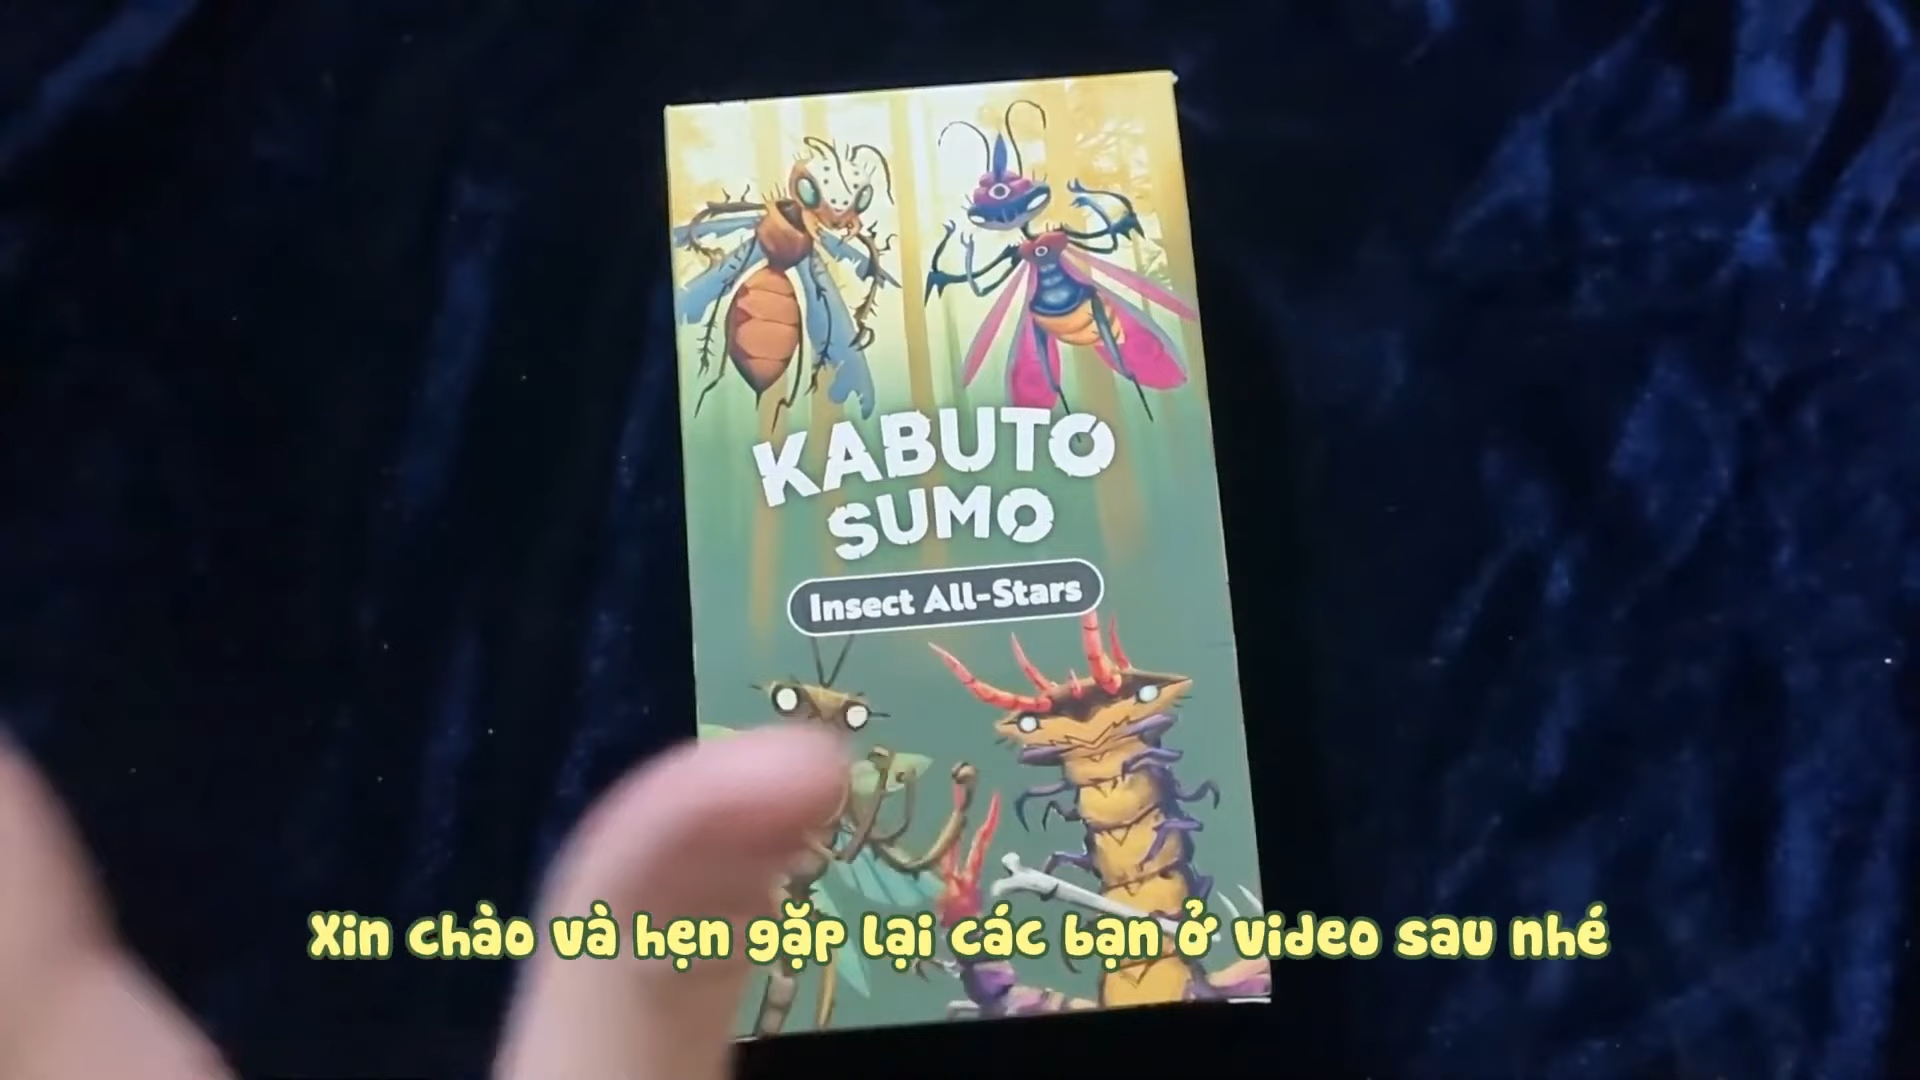 KABUTO
SUMO
Insect All-Stars
Xin chào và hẹn gặp lại các bạn ở video sau nhé